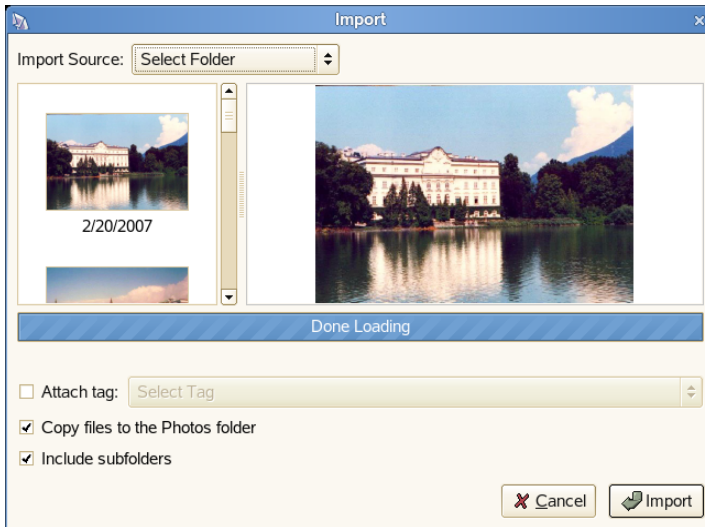 Import
Import Source: Select Folder
2/20/2007
Done Loading
Attach tag: Select Tag
Copy files to the Photos folder
Include subfolders
Cancel Import